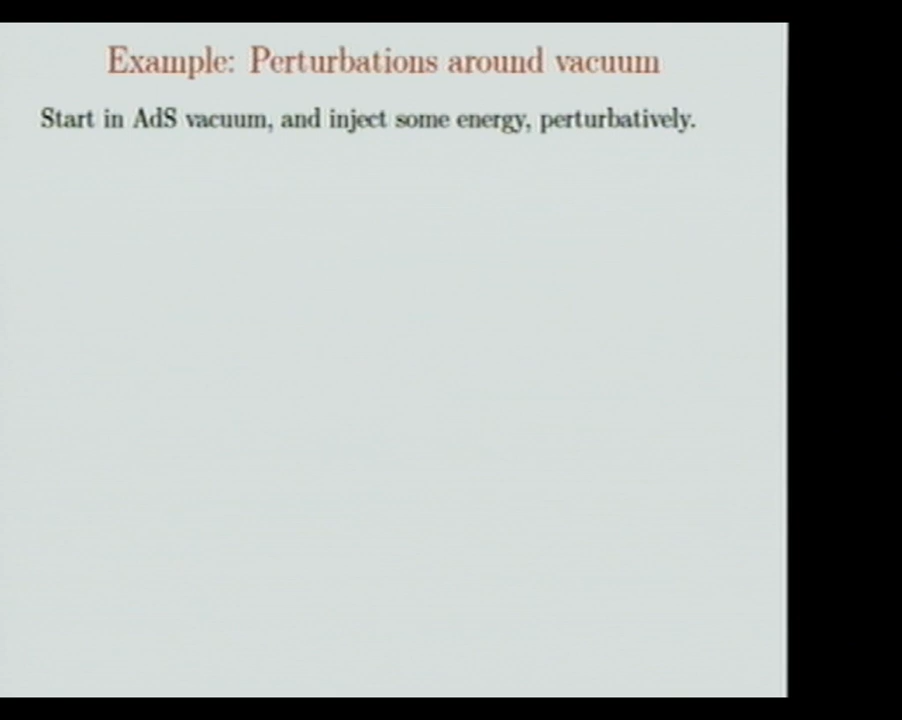 Example: Perturbations around vacuum
Start in AdS vacuum, and inject some energy, perturbatively.